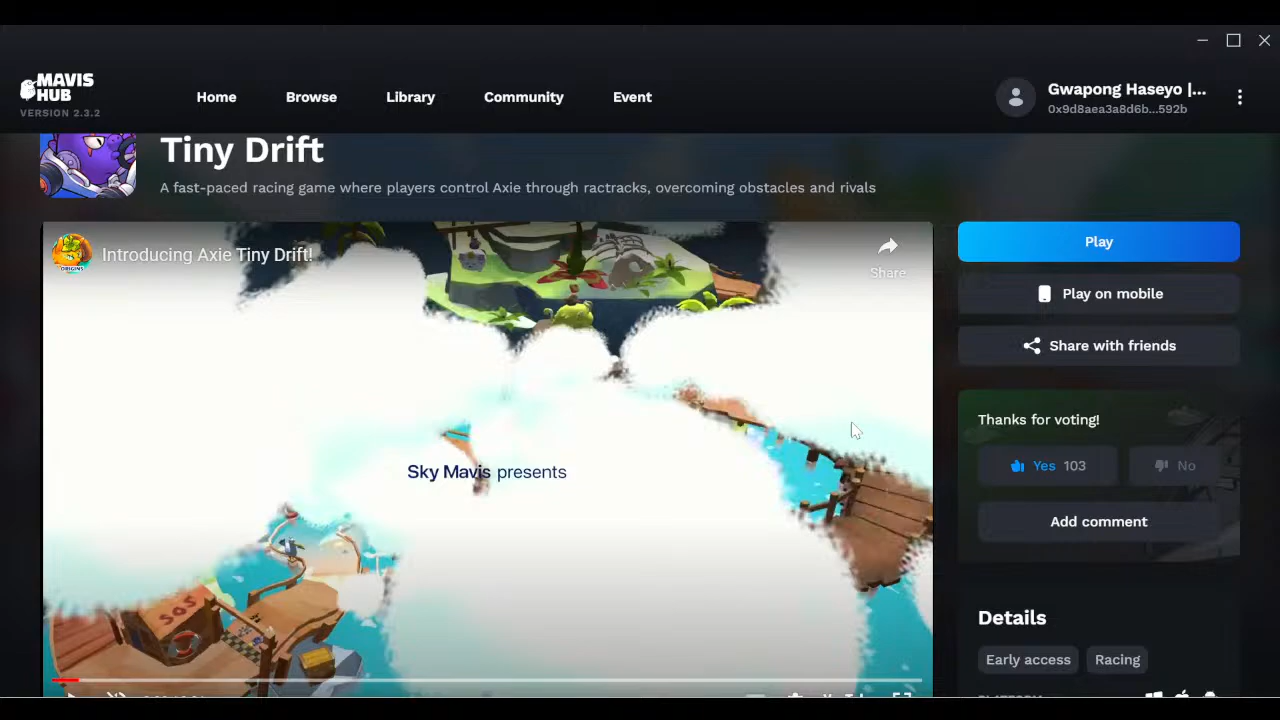 MAVIS
HUB
VERSION 2.3.2
Home
Browse
Library
Community
Event
Gwapong Haseyo |...
0x9d8aea3a8d6b...592b
Tiny Drift
A fast-paced racing game where players control Axie through ractracks, overcoming obstacles and rivals
ORIGINS
Introducing Axie Tiny Drift!
Share
Sky Mavis presents
SOS
Play
Play on mobile
Share with friends
Thanks for voting!
Yes 103
No
Add comment
Details
Early access
Racing